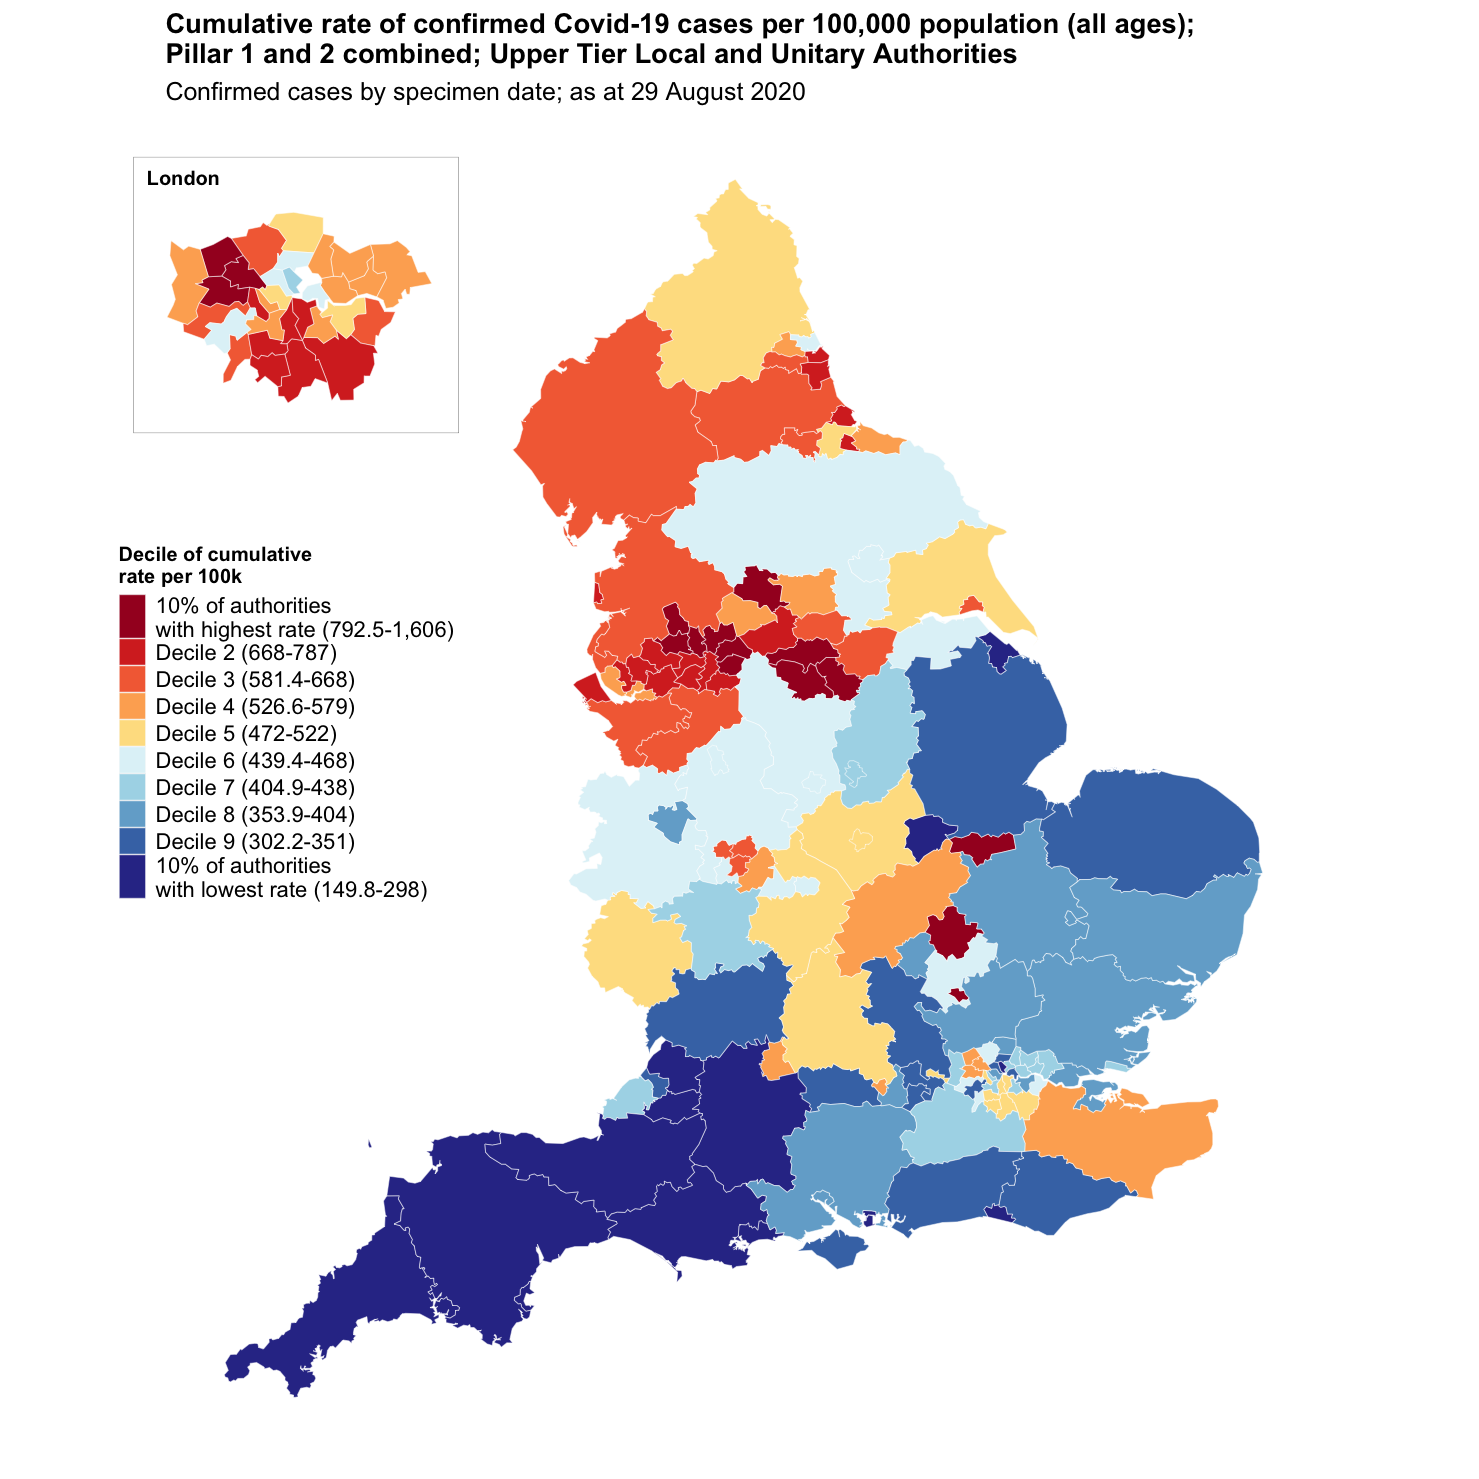 Cumulative rate of confirmed Covid-19 cases per 100,000 population (all ages);
Pillar 1 and 2 combined; Upper Tier Local and Unitary Authorities
Confirmed cases by specimen date; as at 29 August 2020
London
Decile of cumulative
rate per 100k
10% of authorities
with highest rate (792.5-1,606)
Decile 2 (668-787)
Decile 3 (581.4-668)
Decile 4 (526.6-579)
Decile 5 (472-522)
Decile 6 (439.4-468)
Decile 7 (404.9-438)
Decile 8 (353.9-404)
Decile 9 (302.2-351)
10% of authorities
with lowest rate (149.8-298)